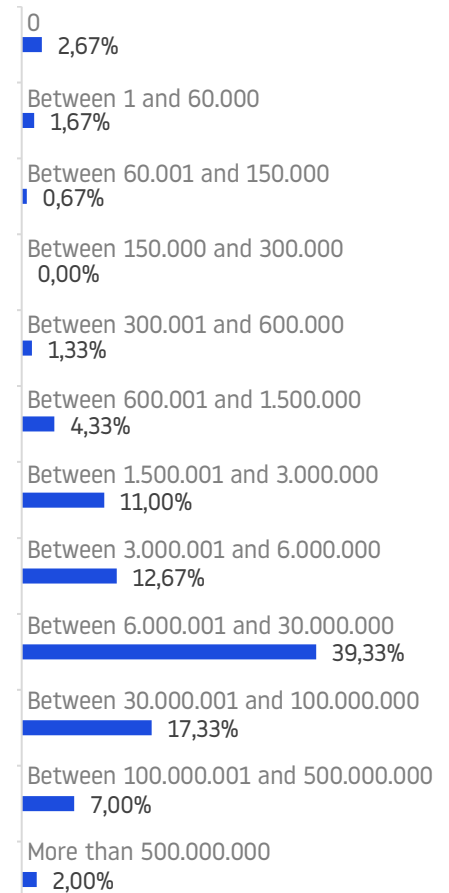 0
2,67%
Between 1 and 60.000
1,67%
Between 60.001 and 150.000
0,67%
Between 150.000 and 300.000
0,00%
Between 300.001 and 600.000
1,33%
Between 600.001 and 1.500.000
4,33%
Between 1.500.001 and 3.000.000
11,00%
Between 3.000.001 and 6.000.000
12,67%
Between 6.000.001 and 30.000.000
39,33%
Between 30.000.001 and 100.000.000
17,33%
Between 100.000.001 and 500.000.000
7,00%
More than 500.000.000
2,00%